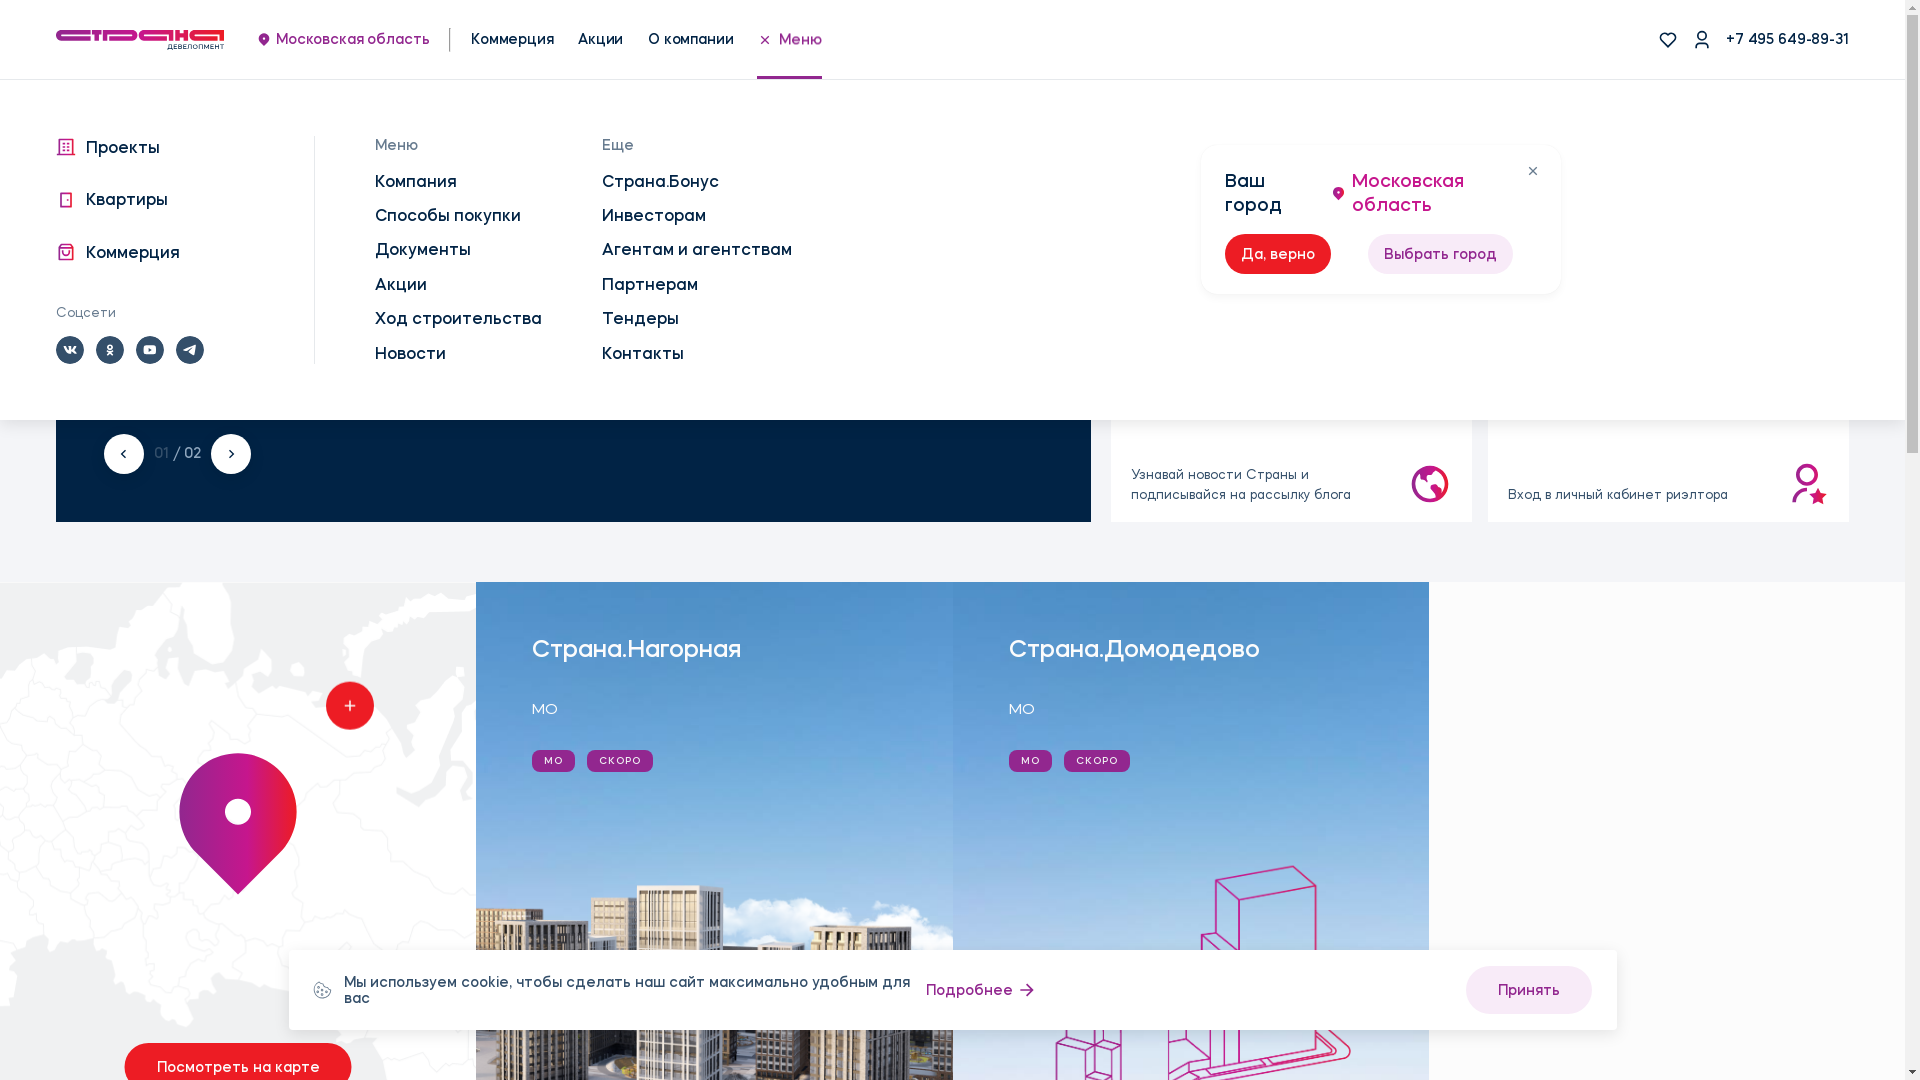 СТРАНА
ДЕВЕЛОПМЕНТ
Московская область
Коммерция
Акции
О компании
Меню
+7 495 649-89-31
Проекты
Квартиры
Коммерция
Соцсети
Меню
Компания
Способы покупки
Документы
Акции
Ход строительства
Новости
Еще
Страна.Бонус
Инвесторам
Агентам и агентствам
Партнерам
Тендеры
Контакты
Ваш город
Московская область
Да, верно
Выбрать город
01 / 02
Узнавай новости Страны и
подписывайся на рассылку блога
Вход в личный кабинет риэлтора
Страна.Нагорная
МО
МО
СКОРО
Страна.Домодедово
МО
МО
СКОРО
Мы используем cookie, чтобы сделать наш сайт максимально удобным для
вас
Подробнее
Принять
Посмотреть на карте